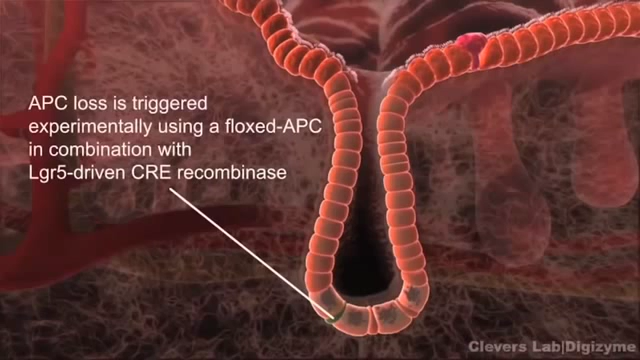 APC loss is triggered
experimentally using a floxed-APC
in combination with
Lgr5-driven CRE recombinase
Clevers Lab|Digizyme